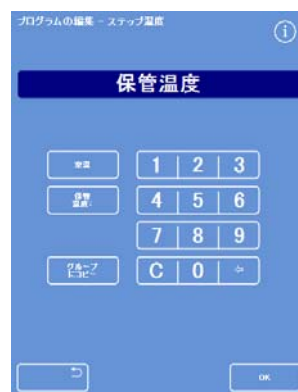 プログラムの編集 - ステップ温度
i
保管温度
室温
1 2 3
保管
温度:
4 5 6
7 8 9
グループ
にコピー
C 0 ⇦
OK